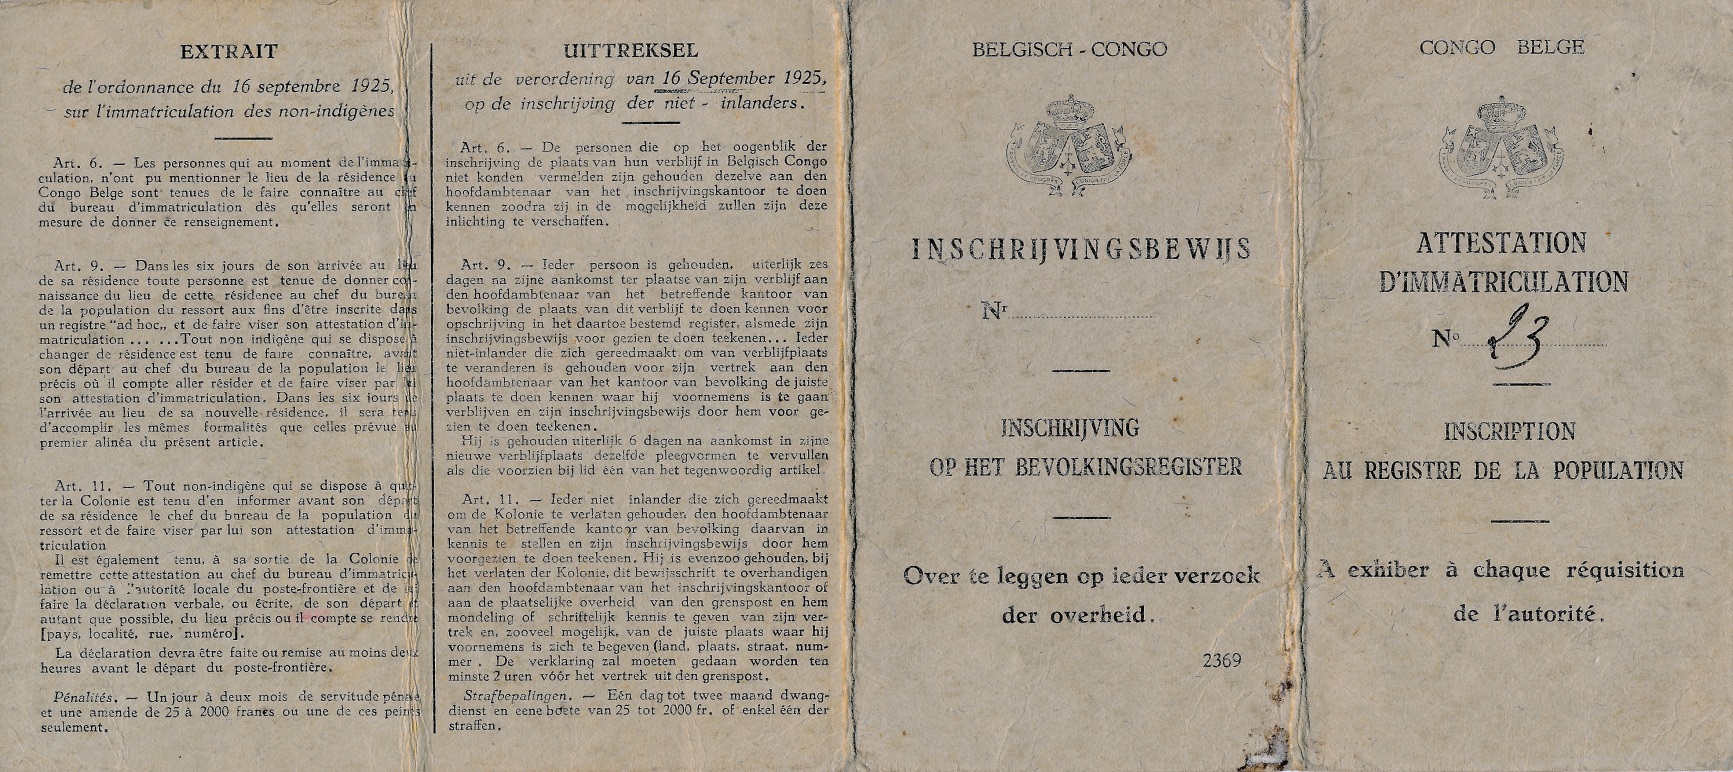 EXTRAIT
de l'ordonnance du 16 septembre 1925,
sur l'immatriculation des non-indigènes
Art. 6. — Les personnes qui au moment de l'immatri-
culation, n'ont pu mentionner le lieu de la résidence au
Congo Belge sont tenues de le faire connaître au chef
du bureau d'immatriculation dès qu'elles seront en
mesure de donner ce renseignement.
Art. 9. — Dans les six jours de son arrivée au lieu
de sa résidence toute personne est tenue de donner con-
naissance du lieu de cette résidence au chef du bureau
de la population du ressort aux fins d'être inscrite dans
un registre "ad hoc„ et de faire viser son attestation d'im-
matriculation ... ...Tout non indigène qui se dispose à
changer de résidence est tenu de faire connaître, avant
son départ au chef du bureau de la population le lieu
précis où il compte aller résider et de faire viser par lui
son attestation d'immatriculation. Dans les six jours de
l'arrivée au lieu de sa nouvelle résidence, il sera tenu
d'accomplir les mêmes formalités que celles prévue au
premier alinéa du présent article.
Art. 11. — Tout non-indigène qui se dispose à quit-
ter la Colonie est tenu d'en informer avant son départ
de sa résidence le chef du bureau de la population du
ressort et de faire viser par lui son attestation d'imma-
triculation
Il est également tenu, à sa sortie de la Colonie de
remettre cette attestation au chef du bureau d'immatricu-
lation ou à l'autorité locale du poste-frontière et de lui
faire la déclaration verbale, ou écrite, de son départ et
autant que possible, du lieu précis ou il compte se rendre
[pays, localité, rue, numéro].
La déclaration devra être faite ou remise au moins deux
heures avant le départ du poste-frontière.
Pénalités. — Un jour à deux mois de servitude pénale
et une amende de 25 à 2000 francs ou une de ces peines
seulement.
UITTREKSEL
uit de verordening van 16 September 1925,
op de inschrijving der niet - inlanders.
Art. 6. — De personen die op het oogenblik der
inschrijving de plaats van hun verblijf in Belgisch Congo
niet konden vermelden zijn gehouden dezelve aan den
hoofdambtenaar van het inschrijvingskantoor te doen
kennen zoodra zij in de mogelijkheid zullen zijn deze
inlichting te verschaffen.
Art. 9. — Ieder persoon is gehouden, uiterlijk zes
dagen na zijne aankomst ter plaatse van zijn verblijf aan
den hoofdambtenaar van het betreffende kantoor van
bevolking de plaats van dit verblijf te doen kennen voor
opschrijving in het daartoe bestemd register, alsmede zijn
inschrijvingsbewijs voor gezien te doen teekenen... Ieder
niet-inlander die zich gereedmaakt om van verblijfplaats
te veranderen is gehouden voor zijn vertrek aan den
hoofdambtenaar van het kantoor van bevolking de juiste
plaats te doen kennen waar hij voornemens is te gaan
verblijven en zijn inschrijvingsbewijs door hem voor ge-
zien te doen teekenen.
Hij is gehouden uiterlijk 6 dagen na aankomst in zijne
nieuwe verblijfplaats dezelfde pleegvormen te vervullen
als die voorzien bij lid één van het tegenwoordig artikel.
Art. 11. — Ieder niet inlander die zich gereedmaakt
om de Kolonie te verlaten gehouden den hoofdambtenaar
van het betreffende kantoor van bevolking daarvan in
kennis te stellen en zijn inschrijvingsbewijs door hem
voorgezien te doen teekenen. Hij is evenzoo gehouden, bij
het verlaten der Kolonie, dit bewijsschrift te overhandigen
aan den hoofdambtenaar van het inschrijvingskantoor of
aan de plaatselijke overheid van den grenspost en hem
mondeling of schriftelijk kennis te geven van zijn ver-
trek en, zooveel mogelijk, van de juiste plaats waar hij
voornemens is zich te begeven (land, plaats, straat, num-
mer . De verklaring zal moeten gedaan worden ten
minste 2 uren vóór het vertrek uit den grenspost.
Strafbepalingen. — Eén dag tot twee maand dwang-
dienst en eene boete van 25 tot 2000 fr. of enkel één der
straffen.
BELGISCH - CONGO
INSCHRIJVINGSBEWIJS
Nr
INSCHRIJVING
OP HET BEVOLKINGSREGISTER
Over te leggen op ieder verzoek
der overheid.
2369
CONGO BELGE
ATTESTATION
D'IMMATRICULATION
No 23
INSCRIPTION
AU REGISTRE DE LA POPULATION
A exhiber à chaque réquisition
de l'autorité.